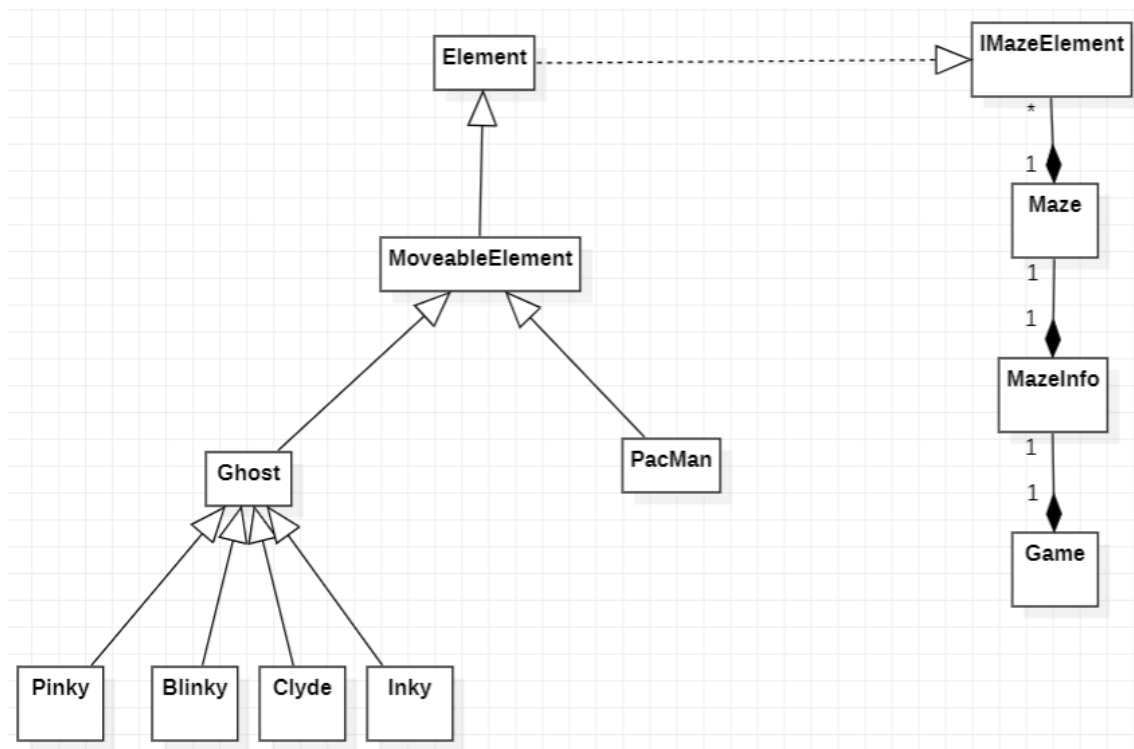 Element
IMazeElement
*
1
Maze
MoveableElement
1
1
MazeInfo
1
Ghost
PacMan
1
Game
Pinky
Blinky
Clyde
Inky